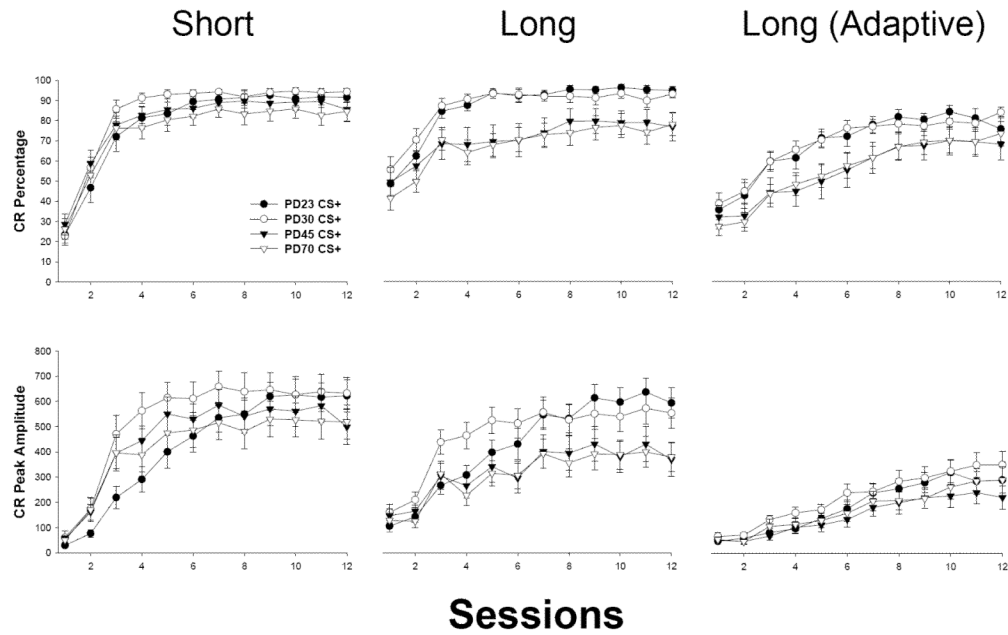 Short Long Long (Adaptive)
CR Percentage
100
90
80
70
60
50
40
30
20
10
0
PD23 CS+
PD30 CS+
PD45 CS+
PD70 CS+
2 4 6 8 10 12 2 4 6 8 10 12 2 4 6 8 10 12
CR Peak Amplitude
800
700
600
500
400
300
200
100
0
2 4 6 8 10 12 2 4 6 8 10 12 2 4 6 8 10 12
Sessions